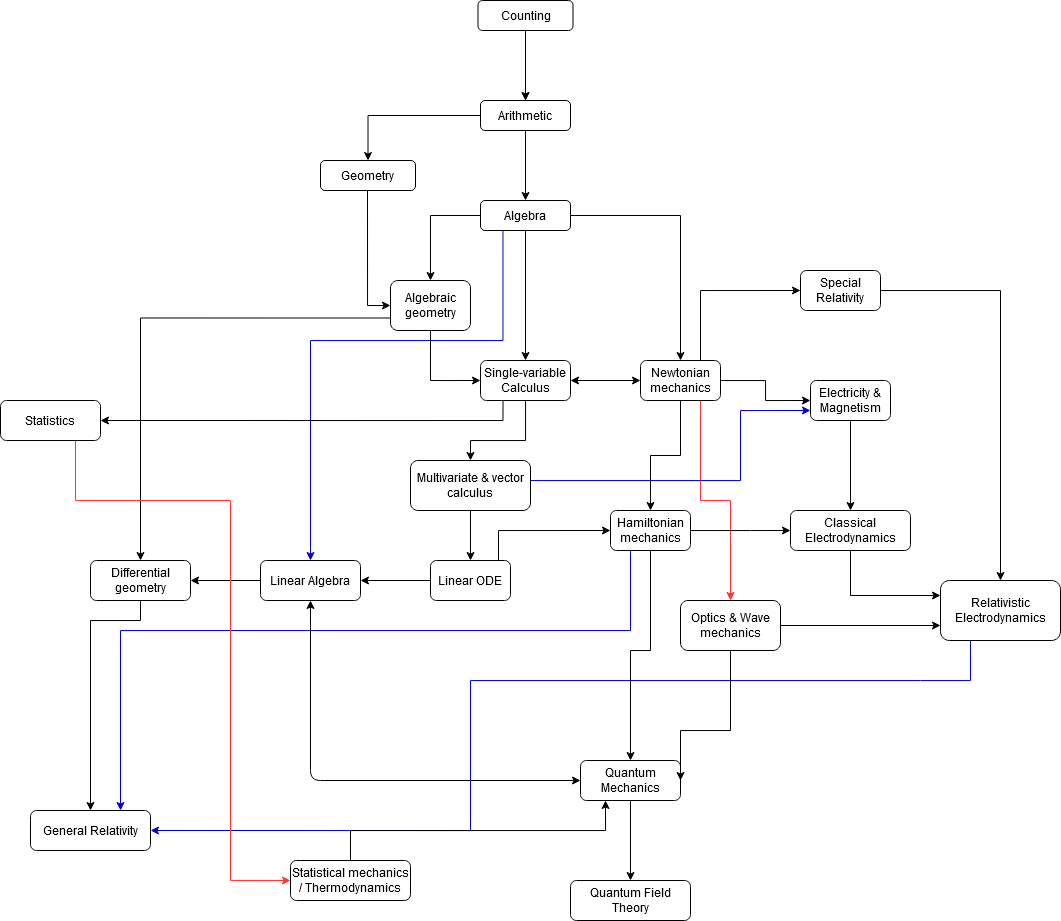 Counting
Arithmetic
Geometry
Algebra
Algebraic
geometry
Special
Relativity
Single-variable
Calculus
Newtonian
mechanics
Electricity &
Magnetism
Statistics
Multivariate & vector
calculus
Hamiltonian
mechanics
Classical
Electrodynamics
Differential
geometry
Linear Algebra
Linear ODE
Optics & Wave
mechanics
Relativistic
Electrodynamics
Quantum
Mechanics
General Relativity
Statistical mechanics
/ Thermodynamics
Quantum Field
Theory